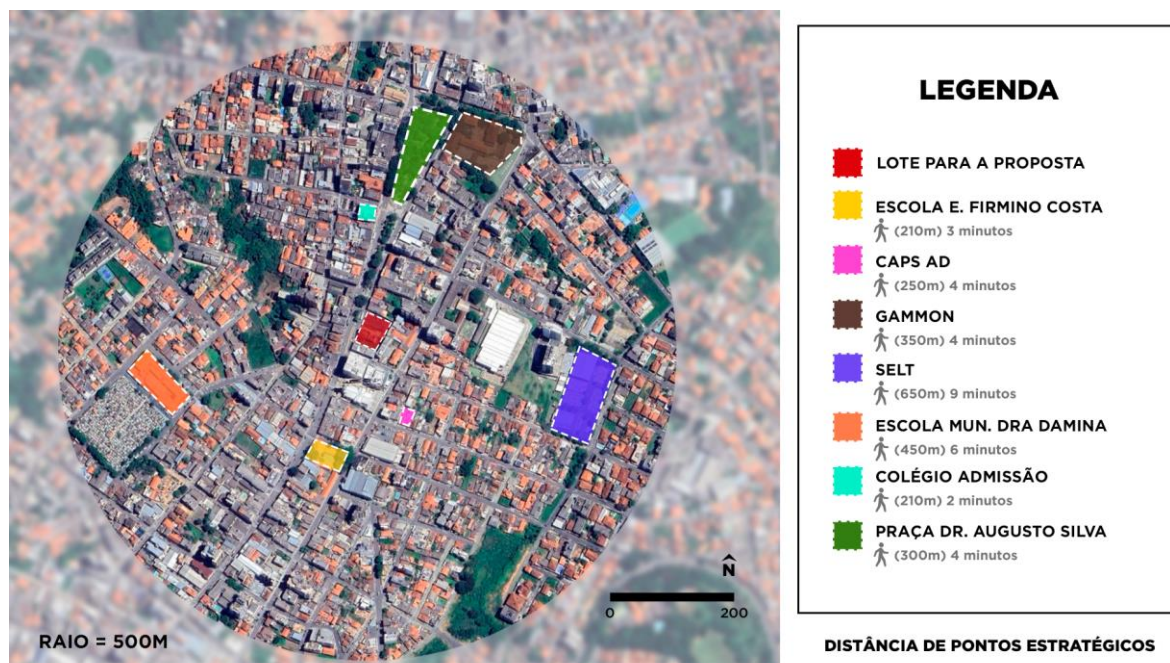 LEGENDA
LOTE PARA A PROPOSTA
ESCOLA E. FIRMINO COSTA
(210m) 3 minutos
CAPS AD
(250m) 4 minutos
GAMMON
(350m) 4 minutos
SELT
(650m) 9 minutos
ESCOLA MUN. DRA DAMINA
(450m) 6 minutos
COLÉGIO ADMISSÃO
(210m) 2 minutos
PRAÇA DR. AUGUSTO SILVA
(300m) 4 minutos
N
0 200
RAIO = 500M
DISTÂNCIA DE PONTOS ESTRATÉGICOS